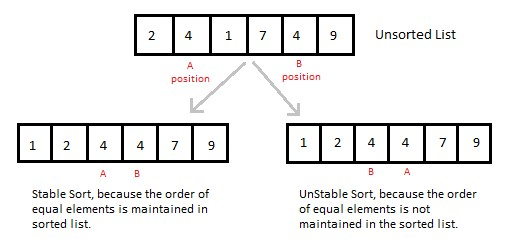 2 4 1 7 4 9 Unsorted List
A position B position
1 2 4 4 7 9
A B
Stable Sort, because the order of
equal elements is maintained in
sorted list.
1 2 4 4 7 9
B A
UnStable Sort, because the order
of equal elements is not
maintained in the sorted list.